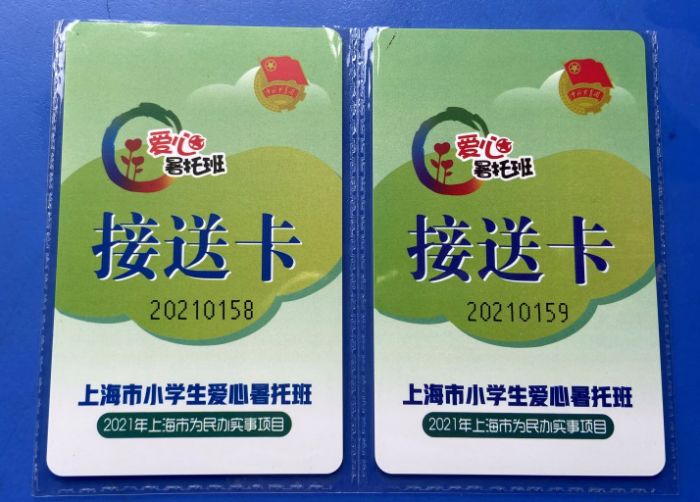 爱心
暑托班
接送卡
20210158
上海市小学生爱心暑托班
2021年上海市为民办实事项目
爱心
暑托班
接送卡
20210159
上海市小学生爱心暑托班
2021年上海市为民办实事项目